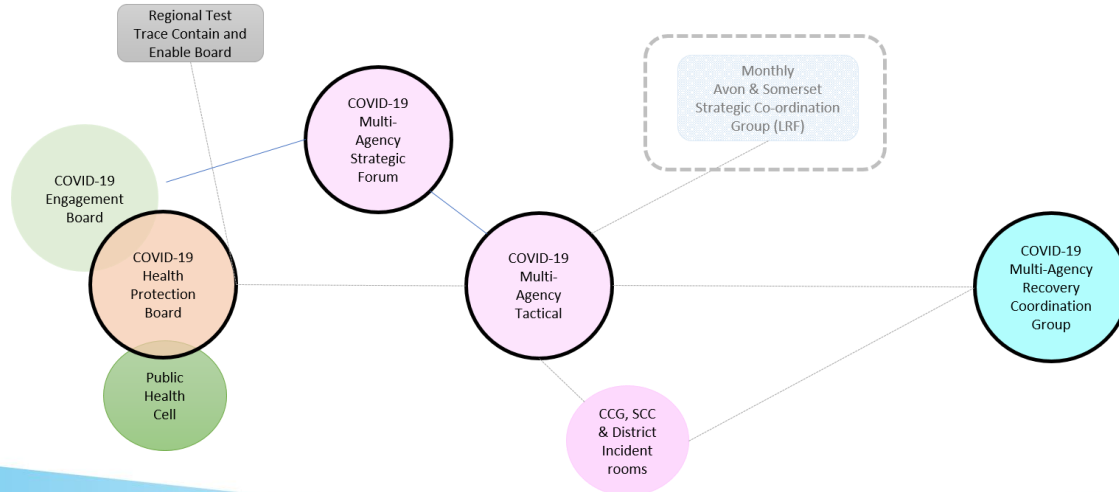 Regional Test
Trace Contain and
Enable Board
COVID-19
Multi-
Agency
Strategic
Forum
Monthly
Avon & Somerset
Strategic Co-ordination
Group (LRF)
COVID-19
Engagement
Board
COVID-19
Health
Protection
Board
COVID-19
Multi-
Agency
Tactical
COVID-19
Multi-Agency
Recovery
Coordination
Group
Public
Health
Cell
CCG, SCC
& District
Incident
rooms